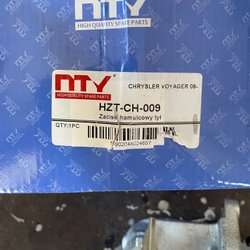 nty
HIGH QUALITY SPARE PARTS
nty
HIGH QUALITY SPARE PARTS
CHRYSLER VOYAGER 08-
HZT-CH-009
Zacisk hamulcowy tył
QTY:1PC
5902048024657